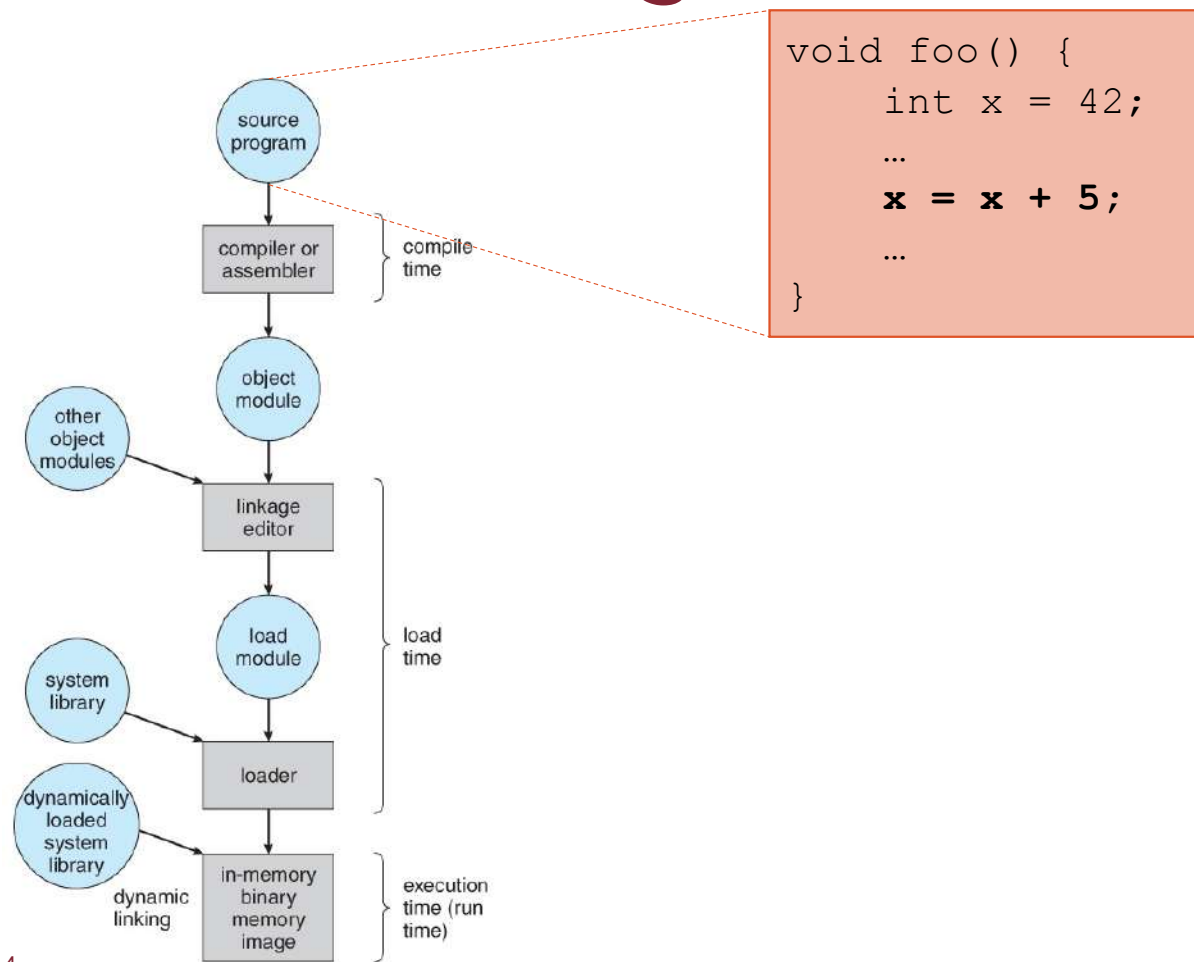 void foo() {
int x = 42;
…
x = x + 5;
…
}
source
program
compiler or
assembler
compile
time
object
module
other
object
modules
linkage
editor
load
module
load
time
system
library
loader
dynamically
loaded
system
library
dynamic
linking
in-memory
binary
memory
image
execution
time (run
time)